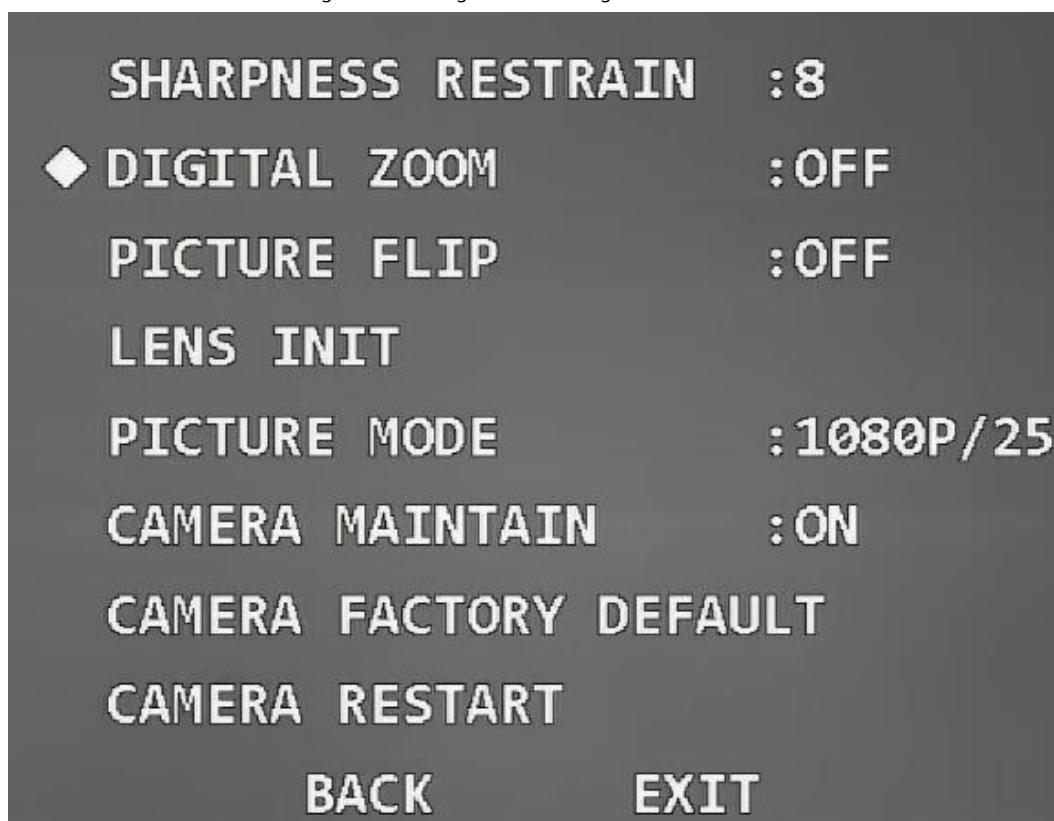 SHARPNESS RESTRAIN :8
DIGITAL ZOOM :OFF
PICTURE FLIP :OFF
LENS INIT
PICTURE MODE :1080P/25
CAMERA MAINTAIN :ON
CAMERA FACTORY DEFAULT
CAMERA RESTART
BACK EXIT